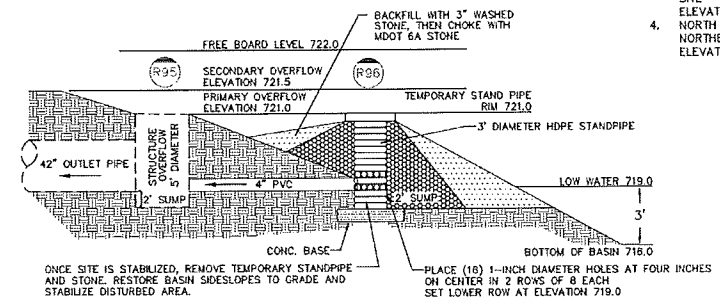 BACKFILL WITH 3" WASHED
STONE, THEN CHOKE WITH
MDOT 6A STONE
ELEVAT
4. NORTH
NORTHE
ELEVAT
FREE BOARD LEVEL 722.0
R95
SECONDARY OVERFLOW
ELEVATION 721.5
R96
PRIMARY OVERFLOW
ELEVATION 721.0
TEMPORARY STAND PIPE
RIM 721.0
3' DIAMETER HDPE STANDPIPE
42" OUTLET PIPE
STRUCTURE
OVERFLOW
5' DIAMETER
4" PVC
2' SUMP
2' SUMP
LOW WATER 719.0
3'
CONC. BASE
BOTTOM OF BASIN 716.0
ONCE SITE IS STABILIZED, REMOVE TEMPORARY STANDPIPE
AND STONE. RESTORE BASIN SIDESLOPES TO GRADE AND
STABILIZE DISTURBED AREA.
PLACE (16) 1-INCH DIAMETER HOLES AT FOUR INCHES
ON CENTER IN 2 ROWS OF 8 EACH
SET LOWER ROW AT ELEVATION 719.0